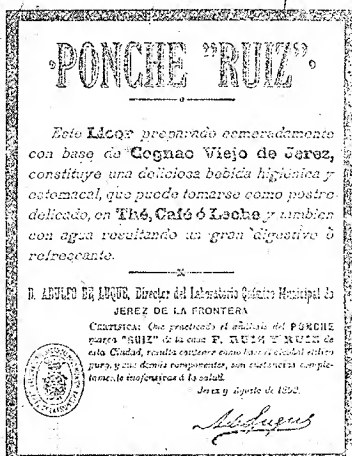 PONCHE "RUIZ"
Este Licor preparado esmeradamente
con base de Cognac Viejo de Jerez,
constituye una deliciosa bebida higiénica y
estomacal, que puede tomarse como postre
delicado, en Thé, Café ó Leche y tambien
con agua resultando un gran digestivo ó
refrescante.
D. ADOLFO DE LUQUE, Director del Laboratorio Químico Municipal de
JEREZ DE LA FRONTERA
CERTIFICA: Que practicado el análisis del PONCHE
marca "RUIZ" de la casa F. RUIZ Y RUIZ de
esta Ciudad, resulta contener como base el alcohol
puro, y sus demás componentes, son sustancias comple-
tamente inofensivas á la salud.
Jerez y Agosto de